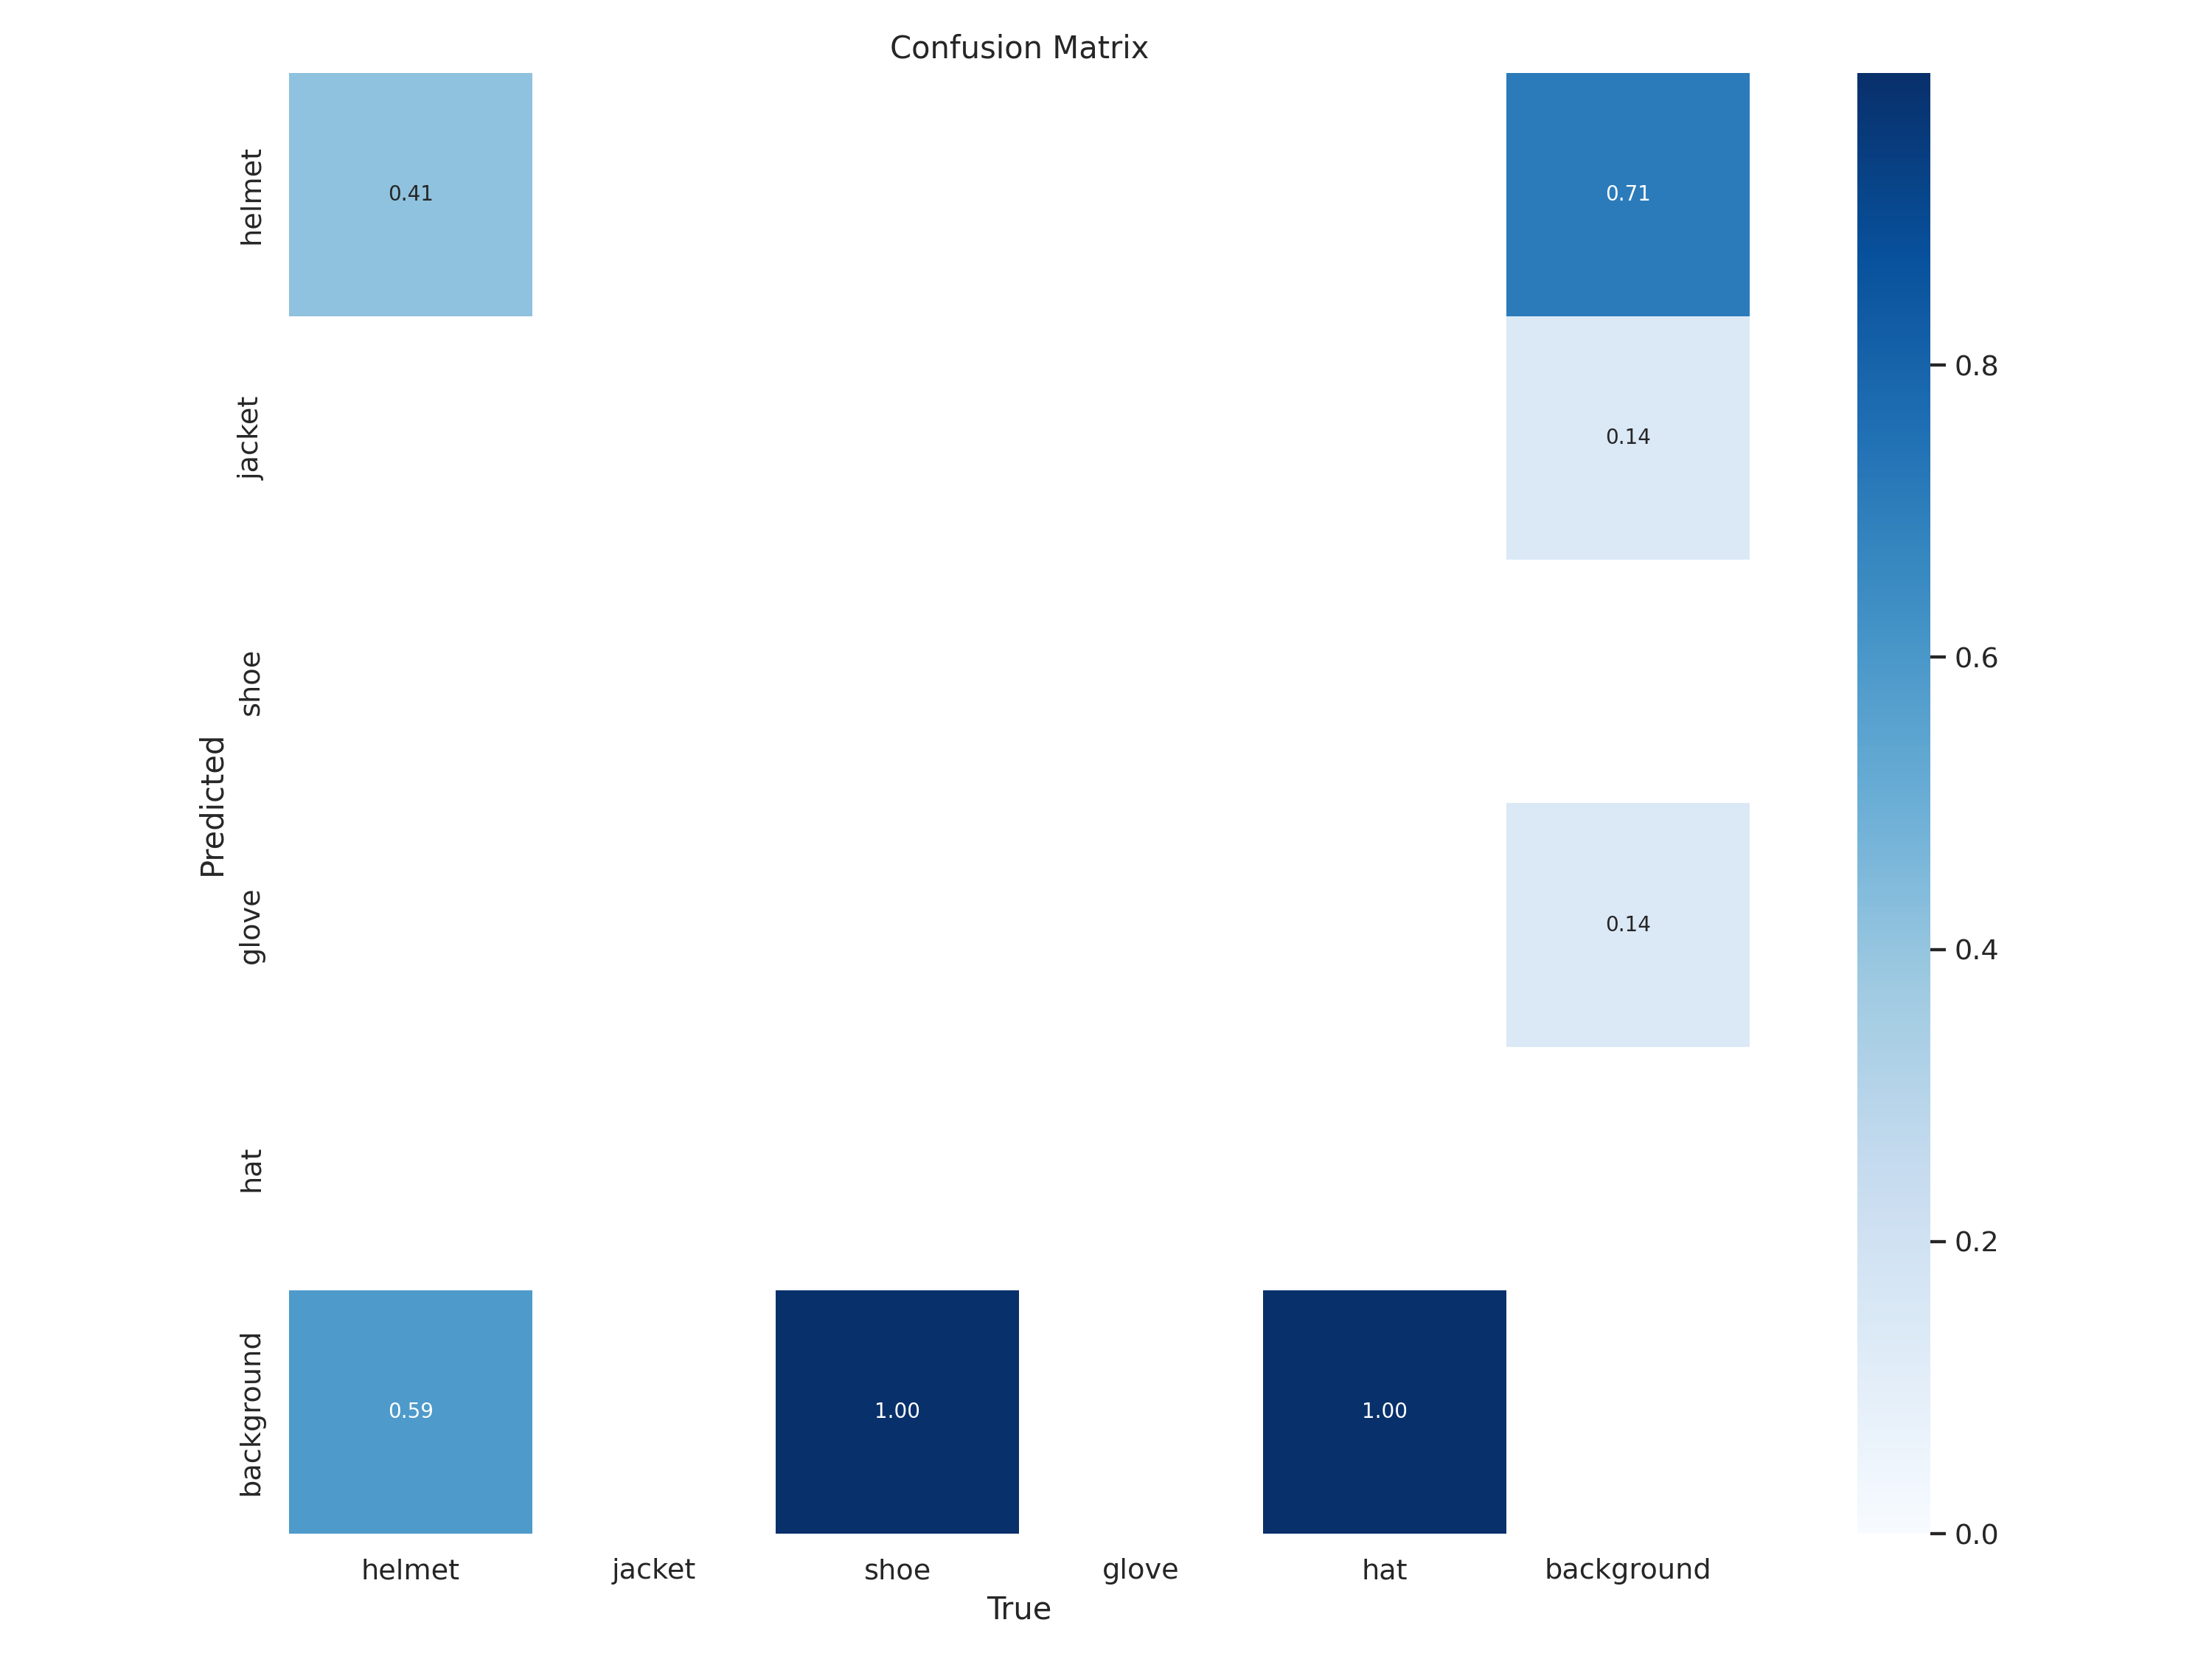 Confusion Matrix
helmet
0.41
0.71
jacket
0.14
shoe
glove
0.14
hat
background
0.59
1.00
1.00
Predicted
helmet jacket shoe glove hat background
True
0.8
0.6
0.4
0.2
0.0